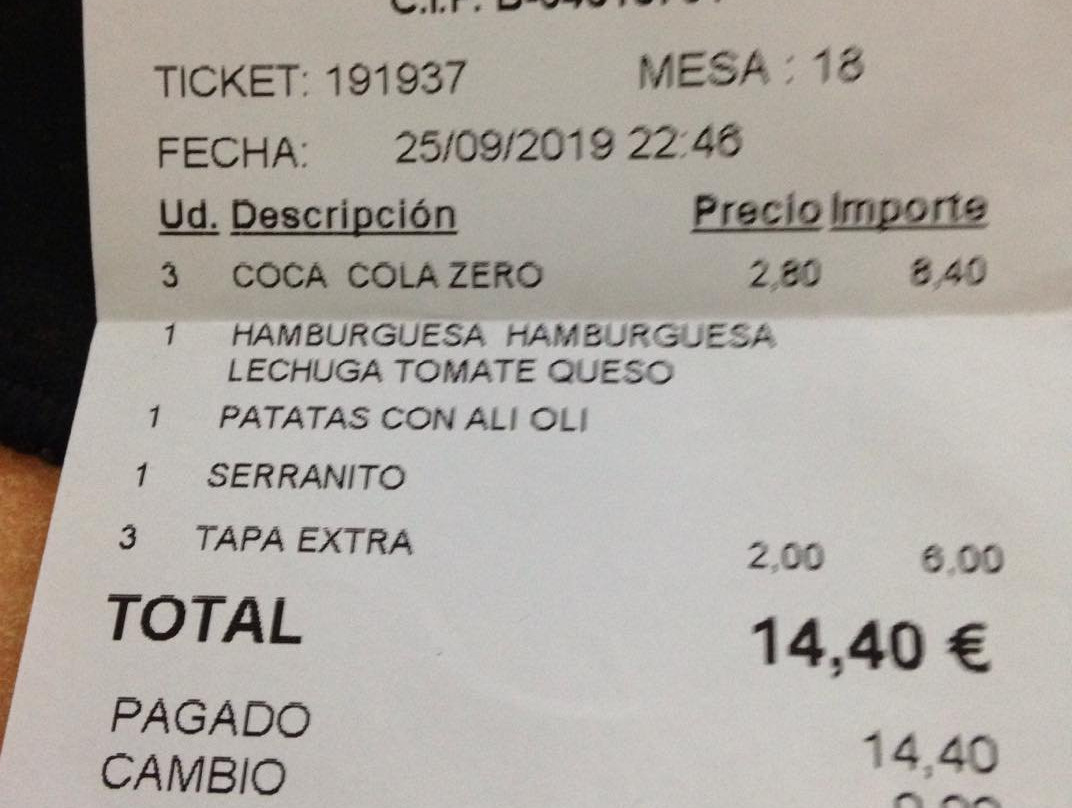 TICKET: 191937 MESA : 18
FECHA: 25/09/2019 22:46
Ud. Descripción Precio Importe
3 COCA COLA ZERO 2,80 8,40
1 HAMBURGUESA HAMBURGUESA
LECHUGA TOMATE QUESO
1 PATATAS CON ALI OLI
1 SERRANITO
3 TAPA EXTRA 2,00 6,00
TOTAL 14,40 €
PAGADO 14,40
CAMBIO